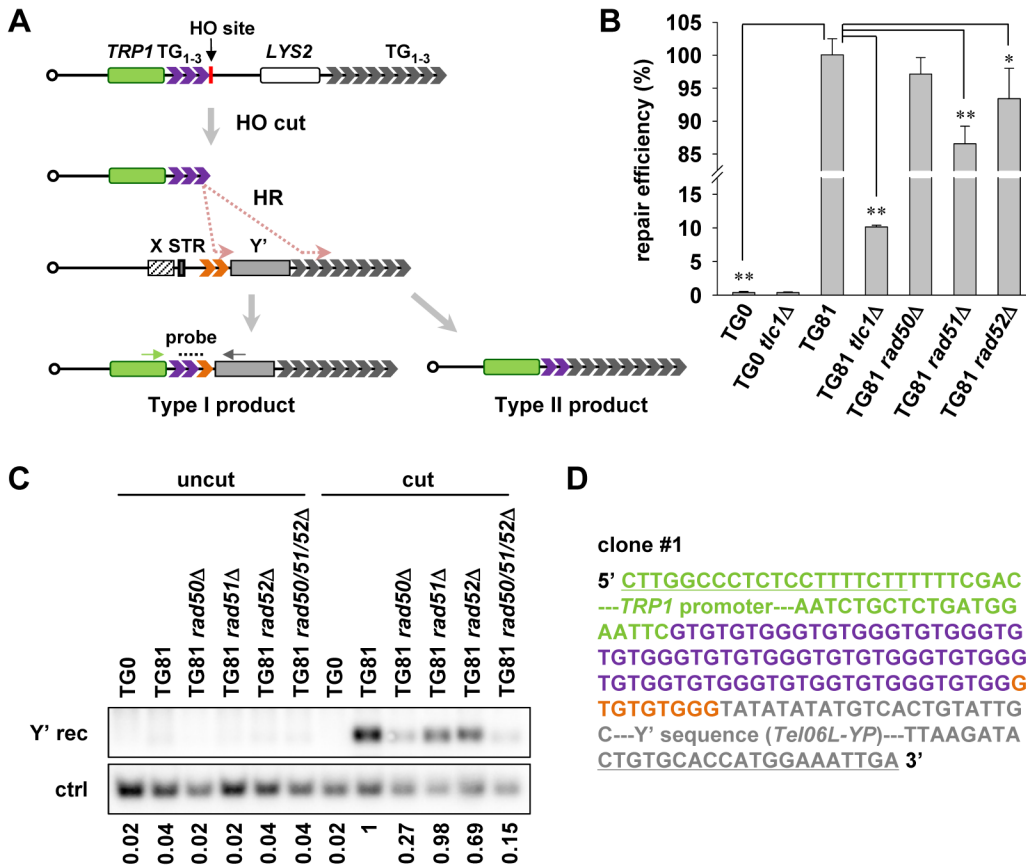 A
HO site
TRP1 TG1-3
LYS2
TG1-3
HO cut
HR
X STR
Y’
probe
Type I product
Type II product
B
repair efficiency (%)
105
100
95
90
85
10
5
0
**
**
**
*
TG0
TG0 tlc1Δ
TG81
TG81 tlc1Δ
TG81 rad50Δ
TG81 rad51Δ
TG81 rad52Δ
C
uncut
cut
TG0
TG81
TG81 rad50Δ
TG81 rad51Δ
TG81 rad52Δ
TG81 rad50/51/52Δ
TG0
TG81
TG81 rad50Δ
TG81 rad51Δ
TG81 rad52Δ
TG81 rad50/51/52Δ
Y’ rec
ctrl
0.02
0.04
0.02
0.02
0.04
0.04
0.02
1
0.27
0.98
0.69
0.15
D
clone #1
5’ CTTGGCCCTCTCCTTTTCTTTTTTCGAC
---TRP1 promoter---AATCTGCTCTGATGG
AATTCGTGTGTGGGTGTGGGTGTGGGTG
TGTGGGTGTGTGGGTGTGTGGGTGTGGG
TGTGGTGTGGGTGTGGTGTGGGTGTGGG
TGTGTGGGTATATATATGTCACTGTATTG
C---Y’ sequence (Tel06L-YP)---TTAAGATA
CTGTGCACCATGGAAATTGA 3’